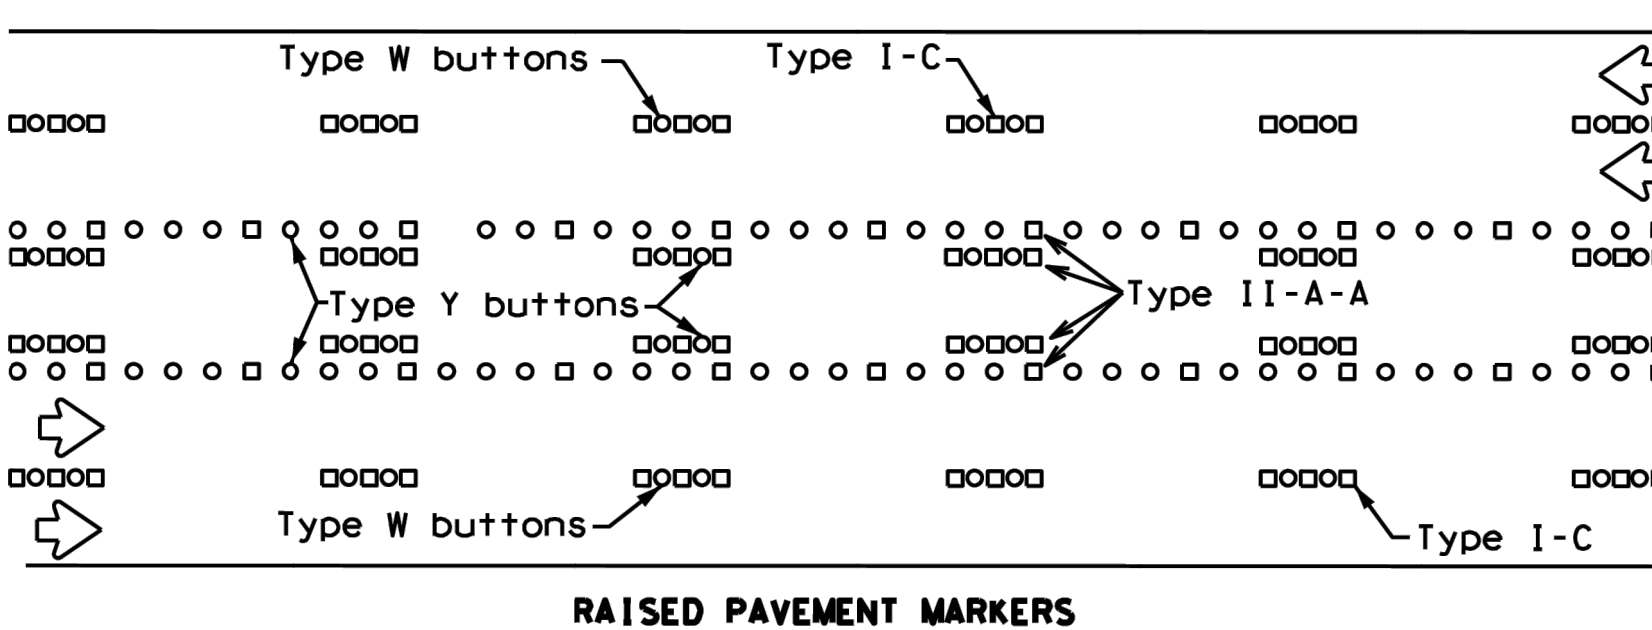 Type W buttons
Type I-C
Type Y buttons
Type II-A-A
Type W buttons
Type I-C
RAISED PAVEMENT MARKERS